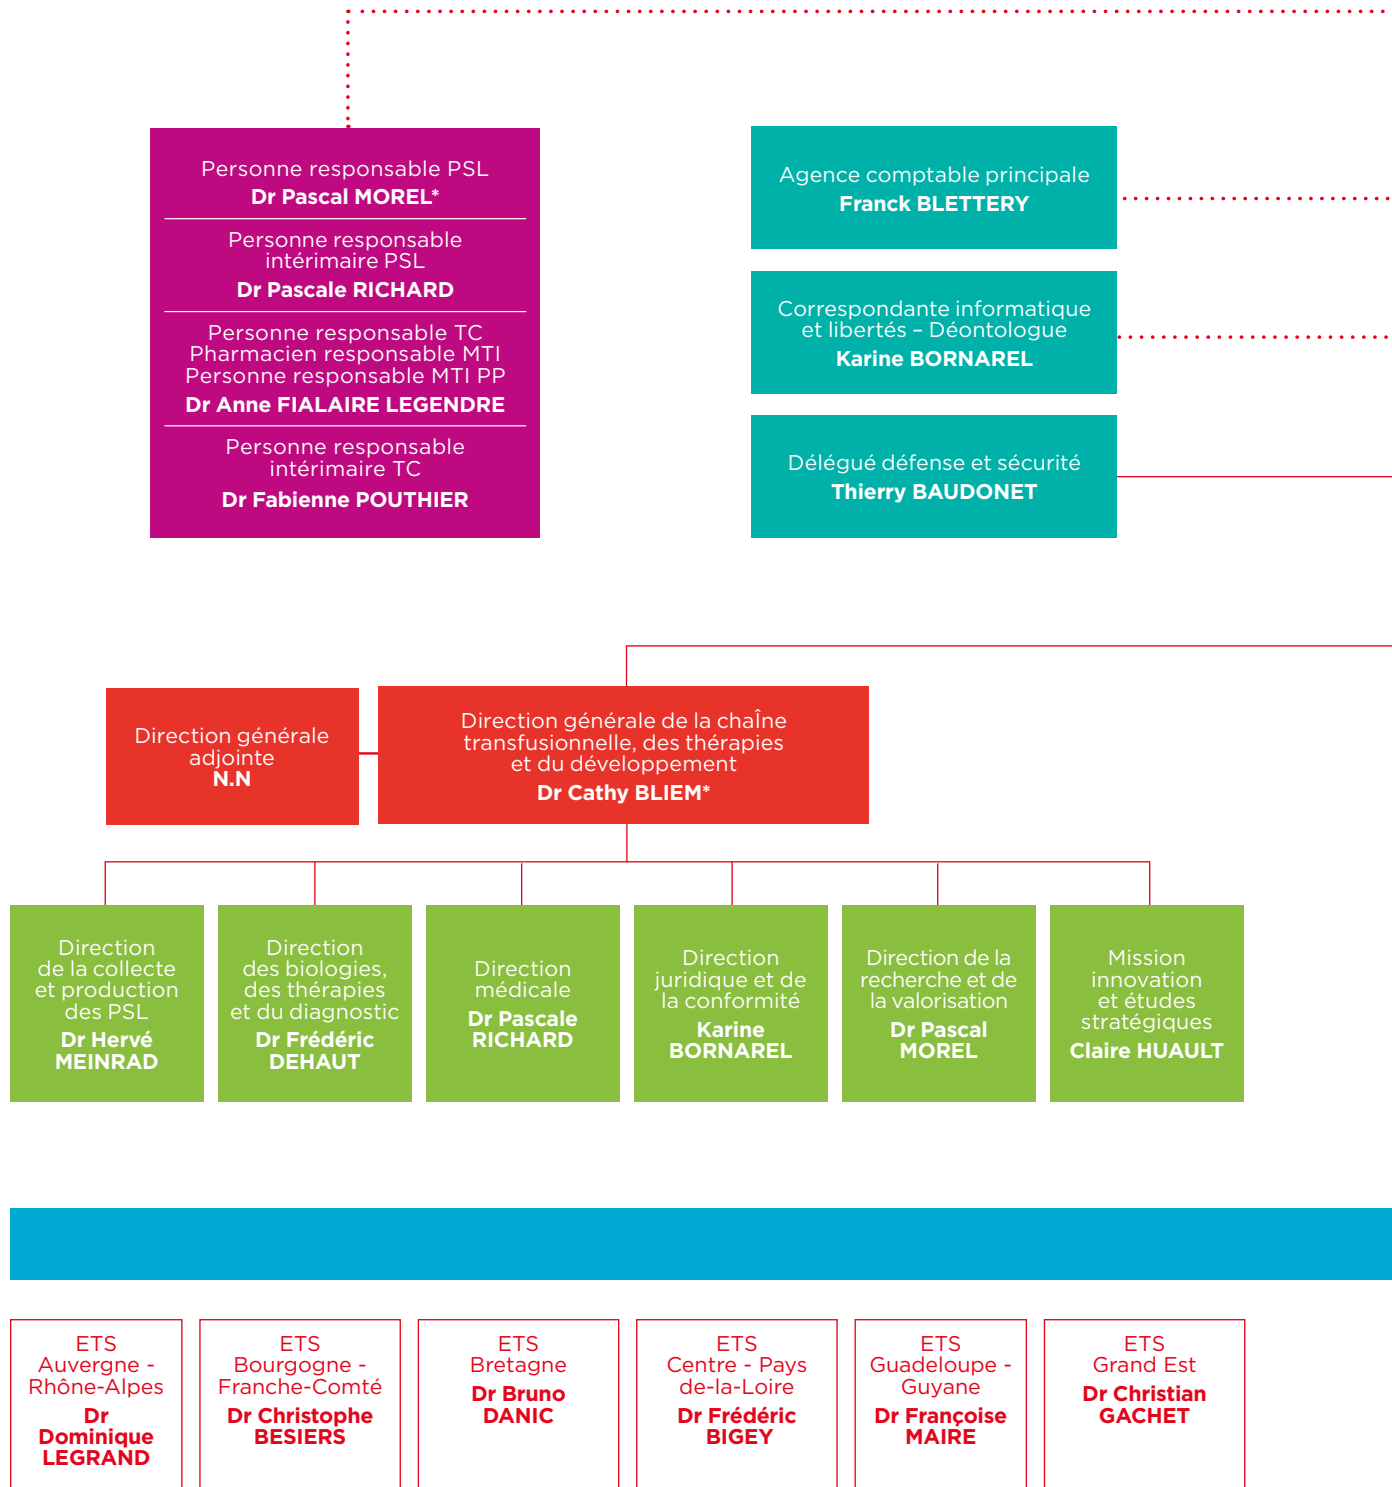 Personne responsable PSL
Dr Pascal MOREL*
Personne responsable
intérimaire PSL
Dr Pascale RICHARD
Personne responsable TC
Pharmacien responsable MTI
Personne responsable MTI PP
Dr Anne FIALAIRE LEGENDRE
Personne responsable
intérimaire TC
Dr Fabienne POUTHIER
Agence comptable principale
Franck BLETTERY
Correspondante informatique
et libertés – Déontologue
Karine BORNAREL
Délégué défense et sécurité
Thierry BAUDONET
Direction générale
adjointe
N.N
Direction générale de la chaÎne
transfusionnelle, des thérapies
et du développement
Dr Cathy BLIEM*
Direction
de la collecte
et production
des PSL
Dr Hervé
MEINRAD
Direction
des biologies,
des thérapies
et du diagnostic
Dr Frédéric
DEHAUT
Direction
médicale
Dr Pascale
RICHARD
Direction
juridique et de
la conformité
Karine
BORNAREL
Direction de la
recherche et de
la valorisation
Dr Pascal
MOREL
Mission
innovation
et études
stratégiques
Claire HUAULT
ETS
Auvergne -
Rhône-Alpes
Dr
Dominique
LEGRAND
ETS
Bourgogne -
Franche-Comté
Dr Christophe
BESIERS
ETS
Bretagne
Dr Bruno
DANIC
ETS
Centre - Pays
de-la-Loire
Dr Frédéric
BIGEY
ETS
Guadeloupe -
Guyane
Dr Françoise
MAIRE
ETS
Grand Est
Dr Christian
GACHET